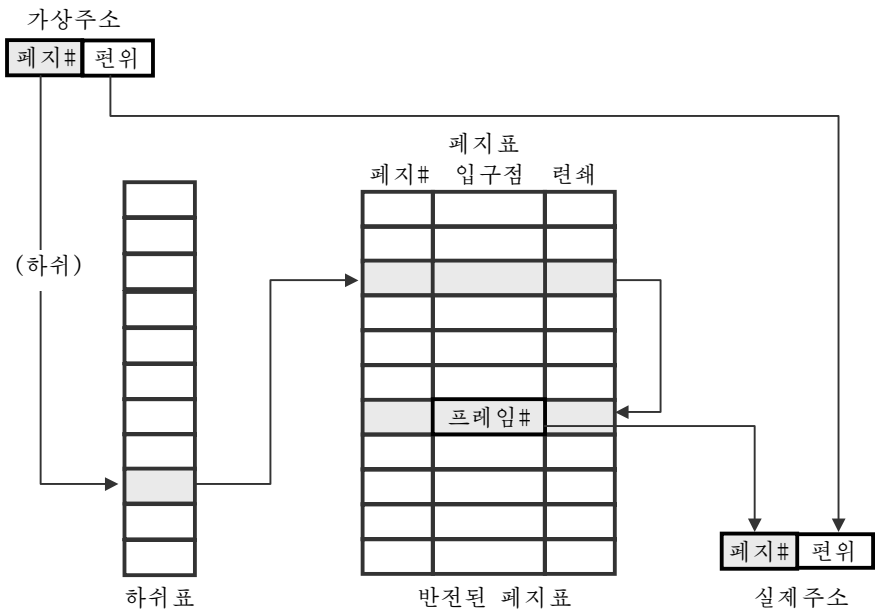 가상주소
페지# 편위
페지표
페지# 입구점 련쇄
(하쉬)
프레임#
페지# 편위
하쉬표 반전된 페지표 실제주소